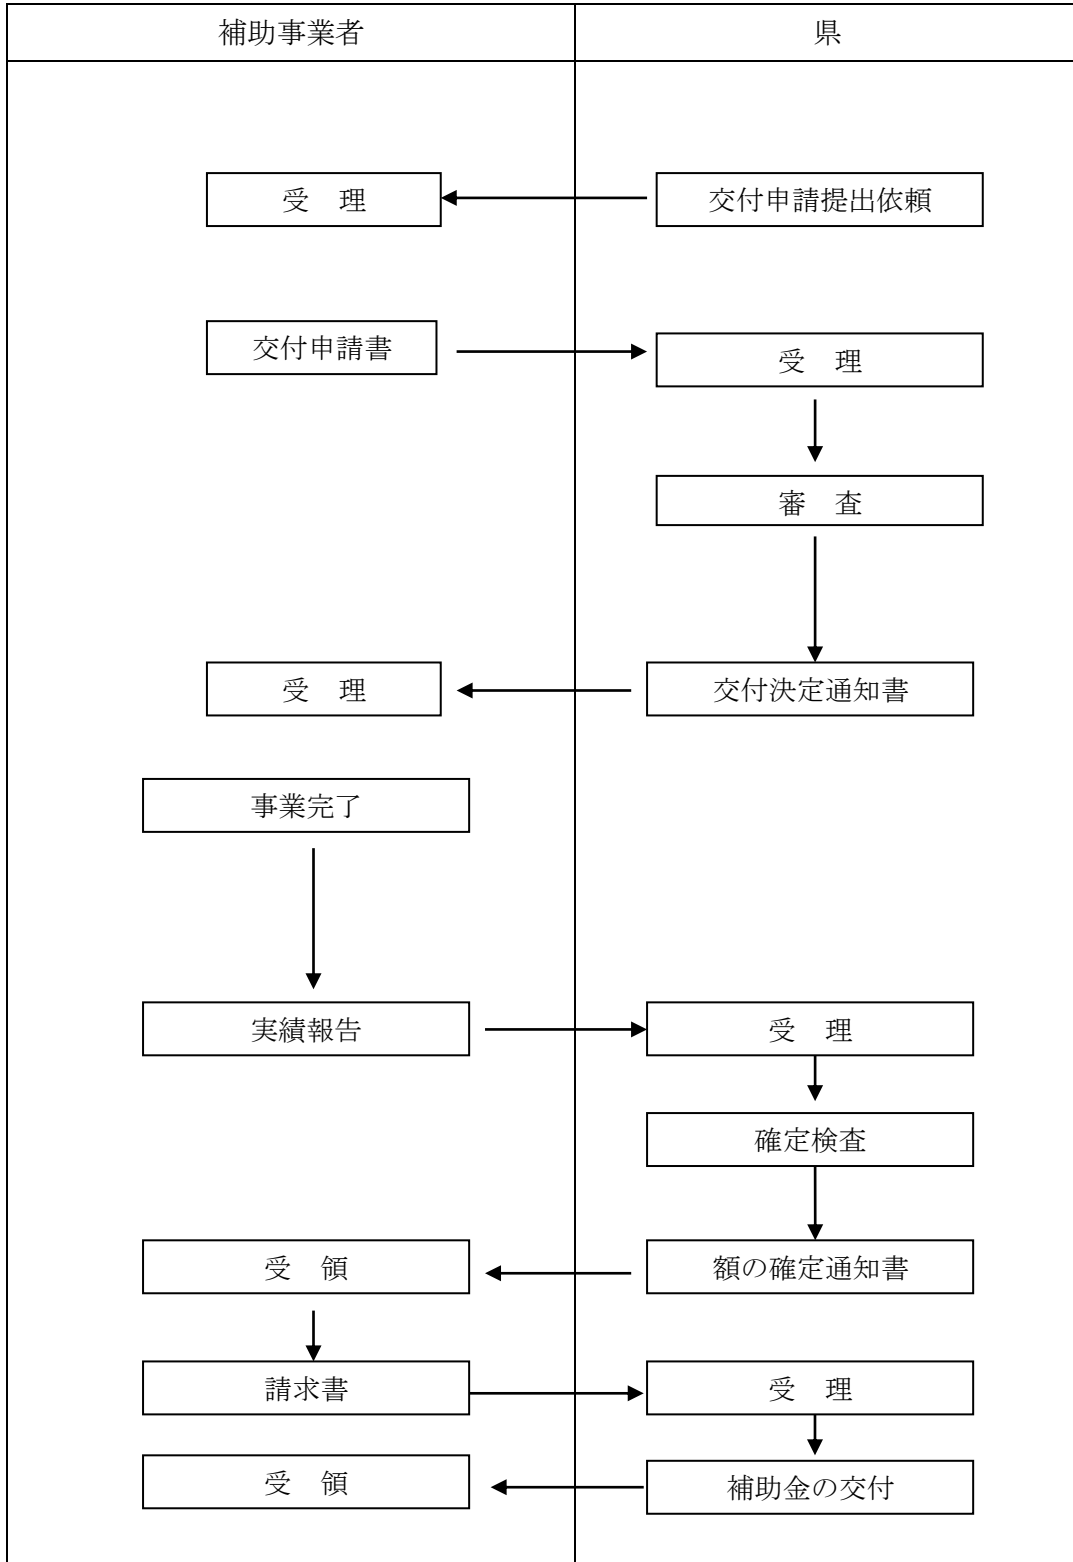 補助事業者
県
受　理
交付申請提出依頼
交付申請書
受　理
審　査
受　理
交付決定通知書
事業完了
実績報告
受　理
確定検査
受　領
額の確定通知書
請求書
受　理
受　領
補助金の交付